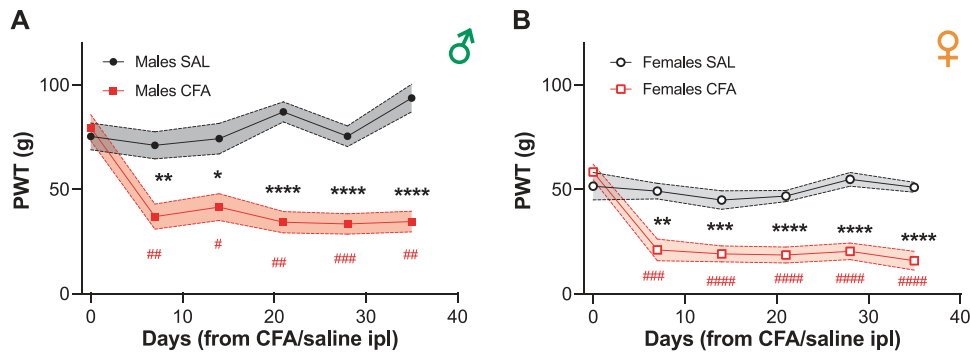 A
♂
Males SAL
Males CFA
100
50
0
PWT (g)
** * **** **** ****
## # ## ### ##
0 10 20 30 40
Days (from CFA/saline ipl)
B
♀
Females SAL
Females CFA
100
50
0
PWT (g)
** *** **** **** ****
### #### #### #### ####
0 10 20 30 40
Days (from CFA/saline ipl)